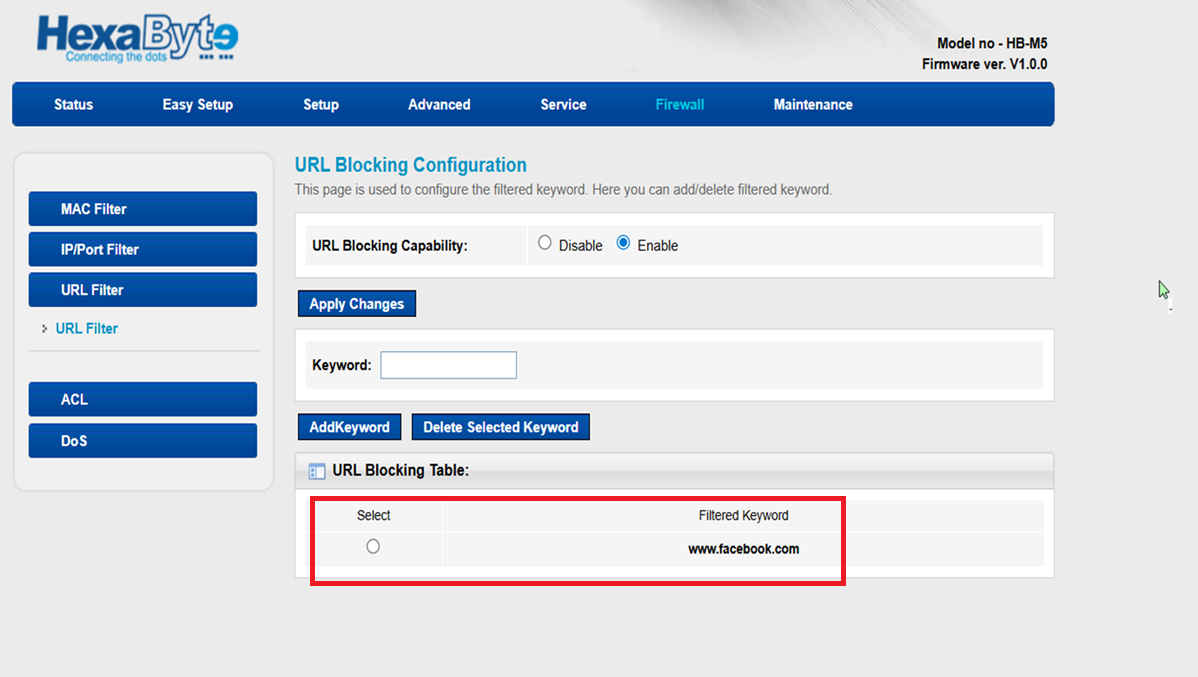 HexaByte
Connecting the dots
Model no - HB-M5
Firmware ver. V1.0.0
Status Easy Setup Setup Advanced Service Firewall Maintenance
MAC Filter
IP/Port Filter
URL Filter
URL Filter
ACL
DoS
URL Blocking Configuration
This page is used to configure the filtered keyword. Here you can add/delete filtered keyword.
URL Blocking Capability: Disable Enable
Apply Changes
Keyword:
AddKeyword Delete Selected Keyword
URL Blocking Table:
Select Filtered Keyword
www.facebook.com